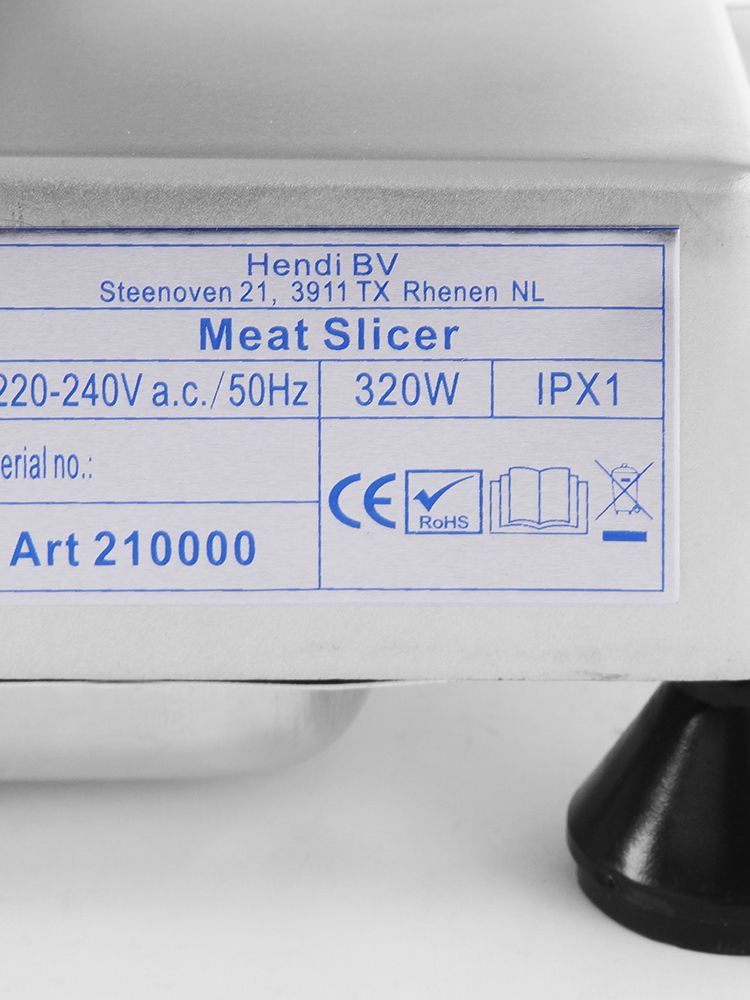 Hendi BV
Steenoven 21, 3911 TX Rhenen NL
Meat Slicer
220-240V a.c./50Hz 320W IPX1
erial no.:
CE RoHS
Art 210000